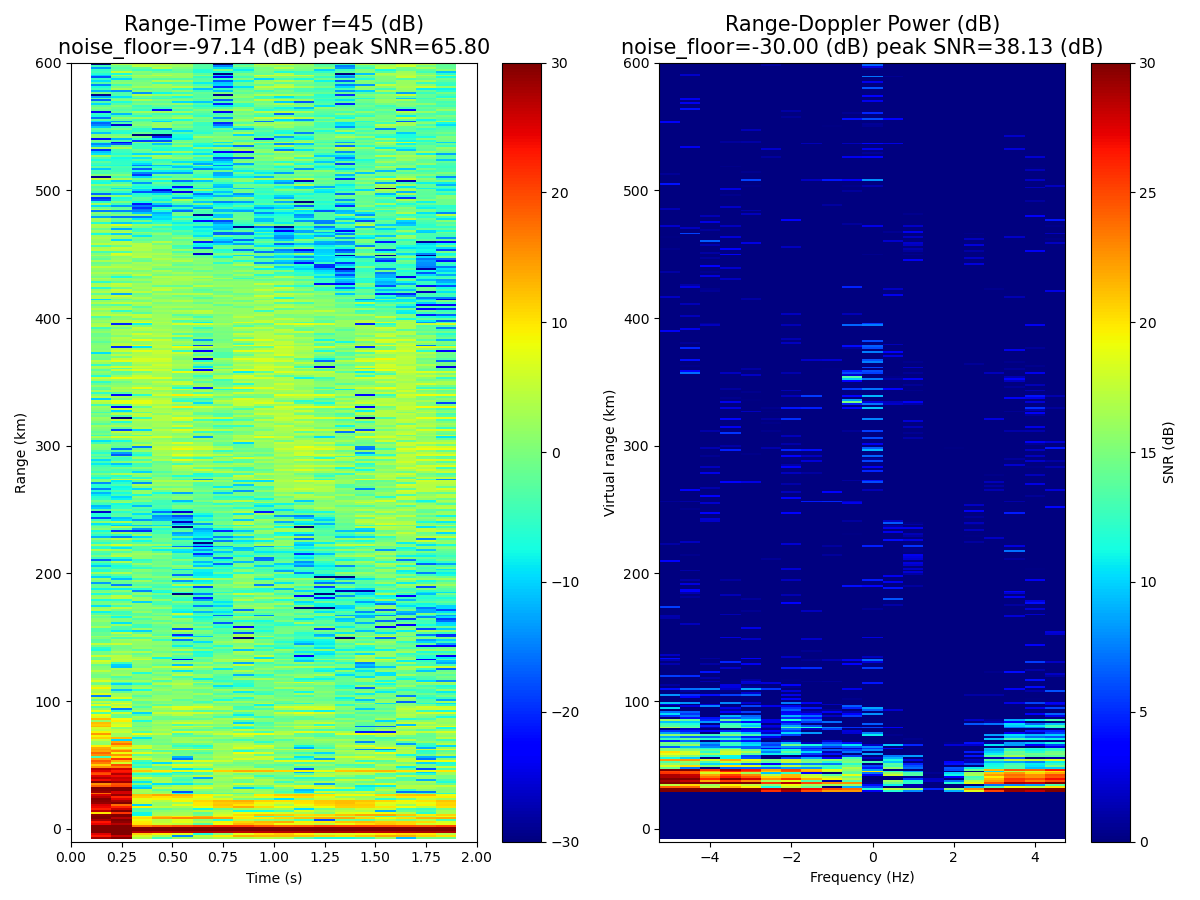 Range-Time Power f=45 (dB)
noise_floor=-97.14 (dB) peak SNR=65.80
Range (km)
600
500
400
300
200
100
0
0.00 0.25 0.50 0.75 1.00 1.25 1.50 1.75 2.00
Time (s)
30
20
10
0
−10
−20
−30
Range-Doppler Power (dB)
noise_floor=-30.00 (dB) peak SNR=38.13 (dB)
Virtual range (km)
600
500
400
300
200
100
0
−4 −2 0 2 4
Frequency (Hz)
30
25
20
15
10
5
0
SNR (dB)